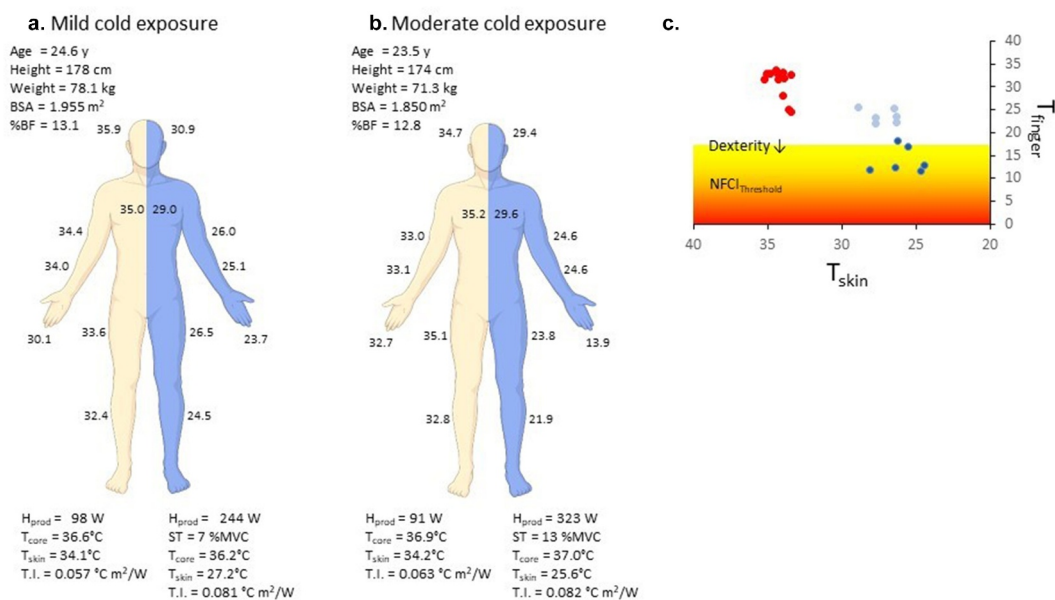 a. Mild cold exposure
Age = 24.6 y
Height = 178 cm
Weight = 78.1 kg
BSA = 1.955 m²
%BF = 13.1
35.9
30.9
35.0
29.0
34.4
26.0
34.0
25.1
30.1
33.6
26.5
23.7
32.4
24.5
Hprod = 98 W
Tcore = 36.6°C
Tskin = 34.1°C
T.I. = 0.057 °C m²/W
Hprod = 244 W
ST = 7 %MVC
Tcore = 36.2°C
Tskin = 27.2°C
T.I. = 0.081 °C m²/W
b. Moderate cold exposure
Age = 23.5 y
Height = 174 cm
Weight = 71.3 kg
BSA = 1.850 m²
%BF = 12.8
34.7
29.4
35.2
29.6
33.0
24.6
33.1
24.6
32.7
35.1
23.8
13.9
32.8
21.9
Hprod = 91 W
Tcore = 36.9°C
Tskin = 34.2°C
T.I. = 0.063 °C m²/W
Hprod = 323 W
ST = 13 %MVC
Tcore = 37.0°C
Tskin = 25.6°C
T.I. = 0.082 °C m²/W
c.
40
35
30
25
20
15
10
5
0
Tfinger
Dexterity ↓
NFCIThreshold
40
35
30
25
20
Tskin